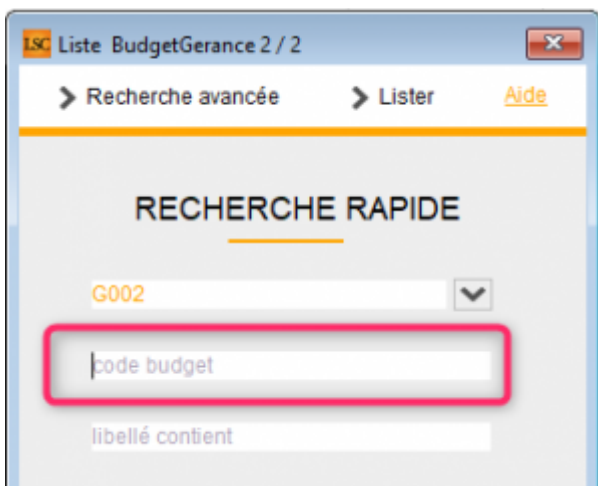 LSC Liste BudgetGerance 2 / 2
Recherche avancée Lister Aide
RECHERCHE RAPIDE
G002
code budget
libellé contient